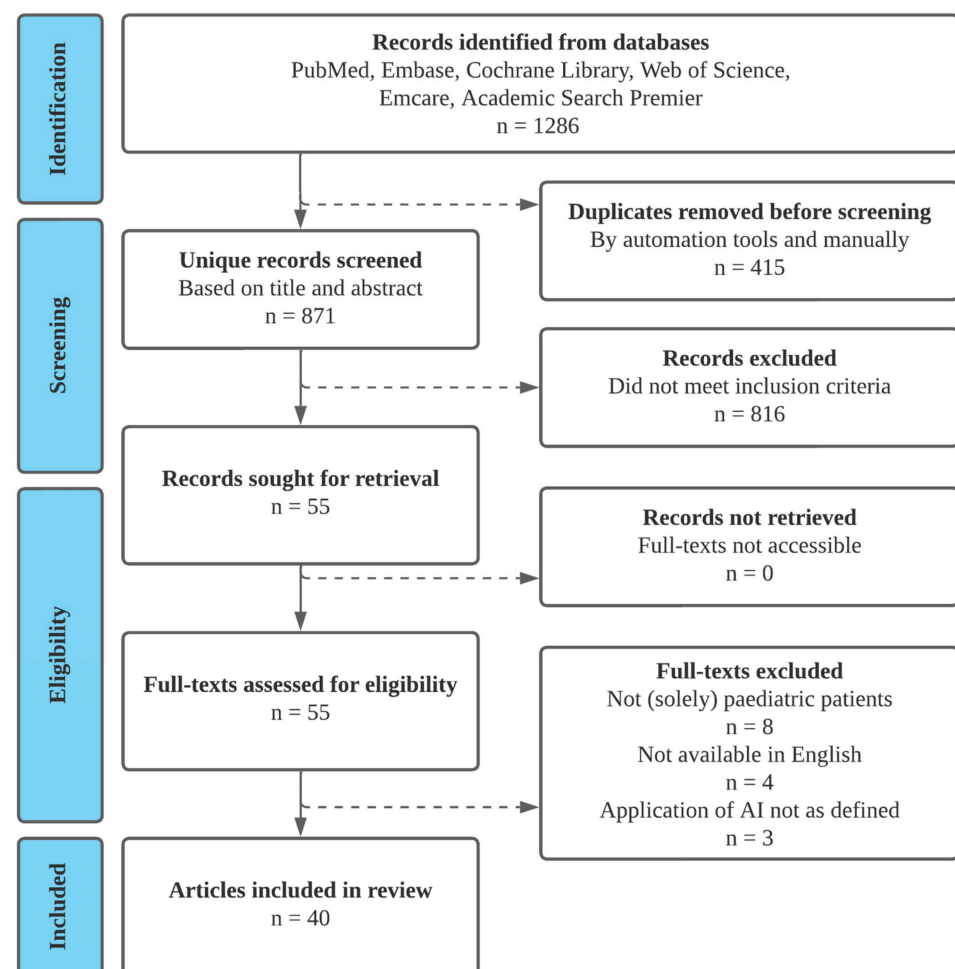 Identification
Records identified from databases
PubMed, Embase, Cochrane Library, Web of Science,
Emcare, Academic Search Premier
n = 1286
Duplicates removed before screening
By automation tools and manually
n = 415
Screening
Unique records screened
Based on title and abstract
n = 871
Records excluded
Did not meet inclusion criteria
n = 816
Records sought for retrieval
n = 55
Eligibility
Records not retrieved
Full-texts not accessible
n = 0
Full-texts assessed for eligibility
n = 55
Full-texts excluded
Not (solely) paediatric patients
n = 8
Not available in English
n = 4
Application of AI not as defined
n = 3
Included
Articles included in review
n = 40